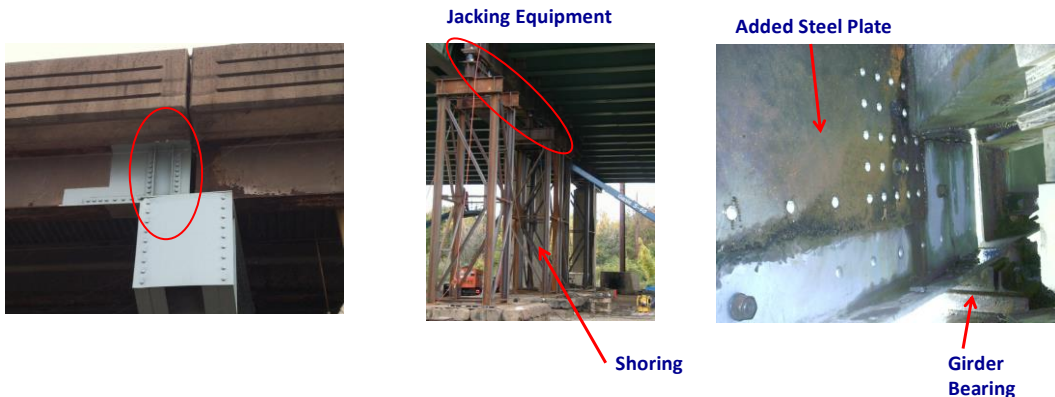 Jacking Equipment
Added Steel Plate
Shoring
Girder
Bearing